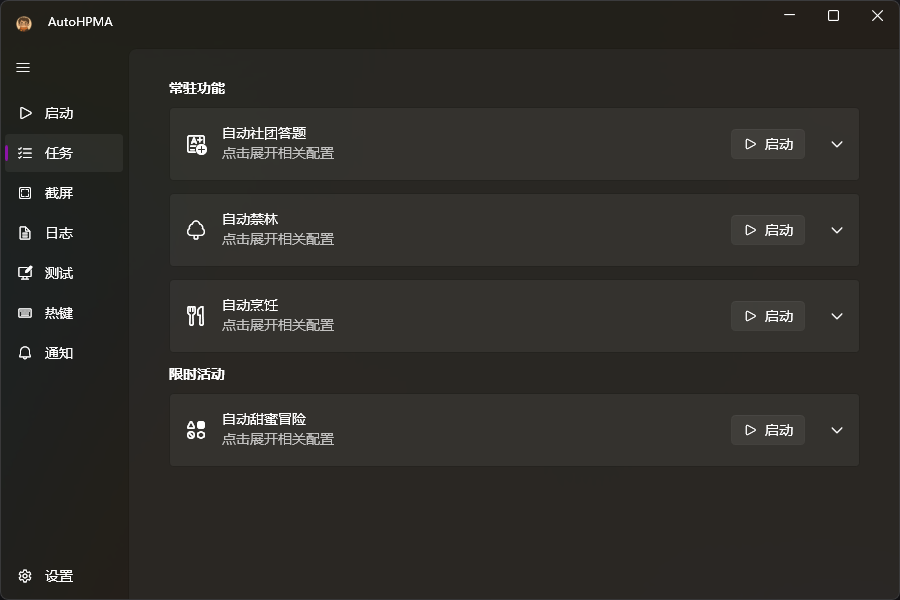 AutoHPMA
启动
任务
截屏
日志
测试
热键
通知
设置
常驻功能
自动社团答题
点击展开相关配置
启动
自动禁林
点击展开相关配置
启动
自动烹饪
点击展开相关配置
启动
限时活动
自动甜蜜冒险
点击展开相关配置
启动